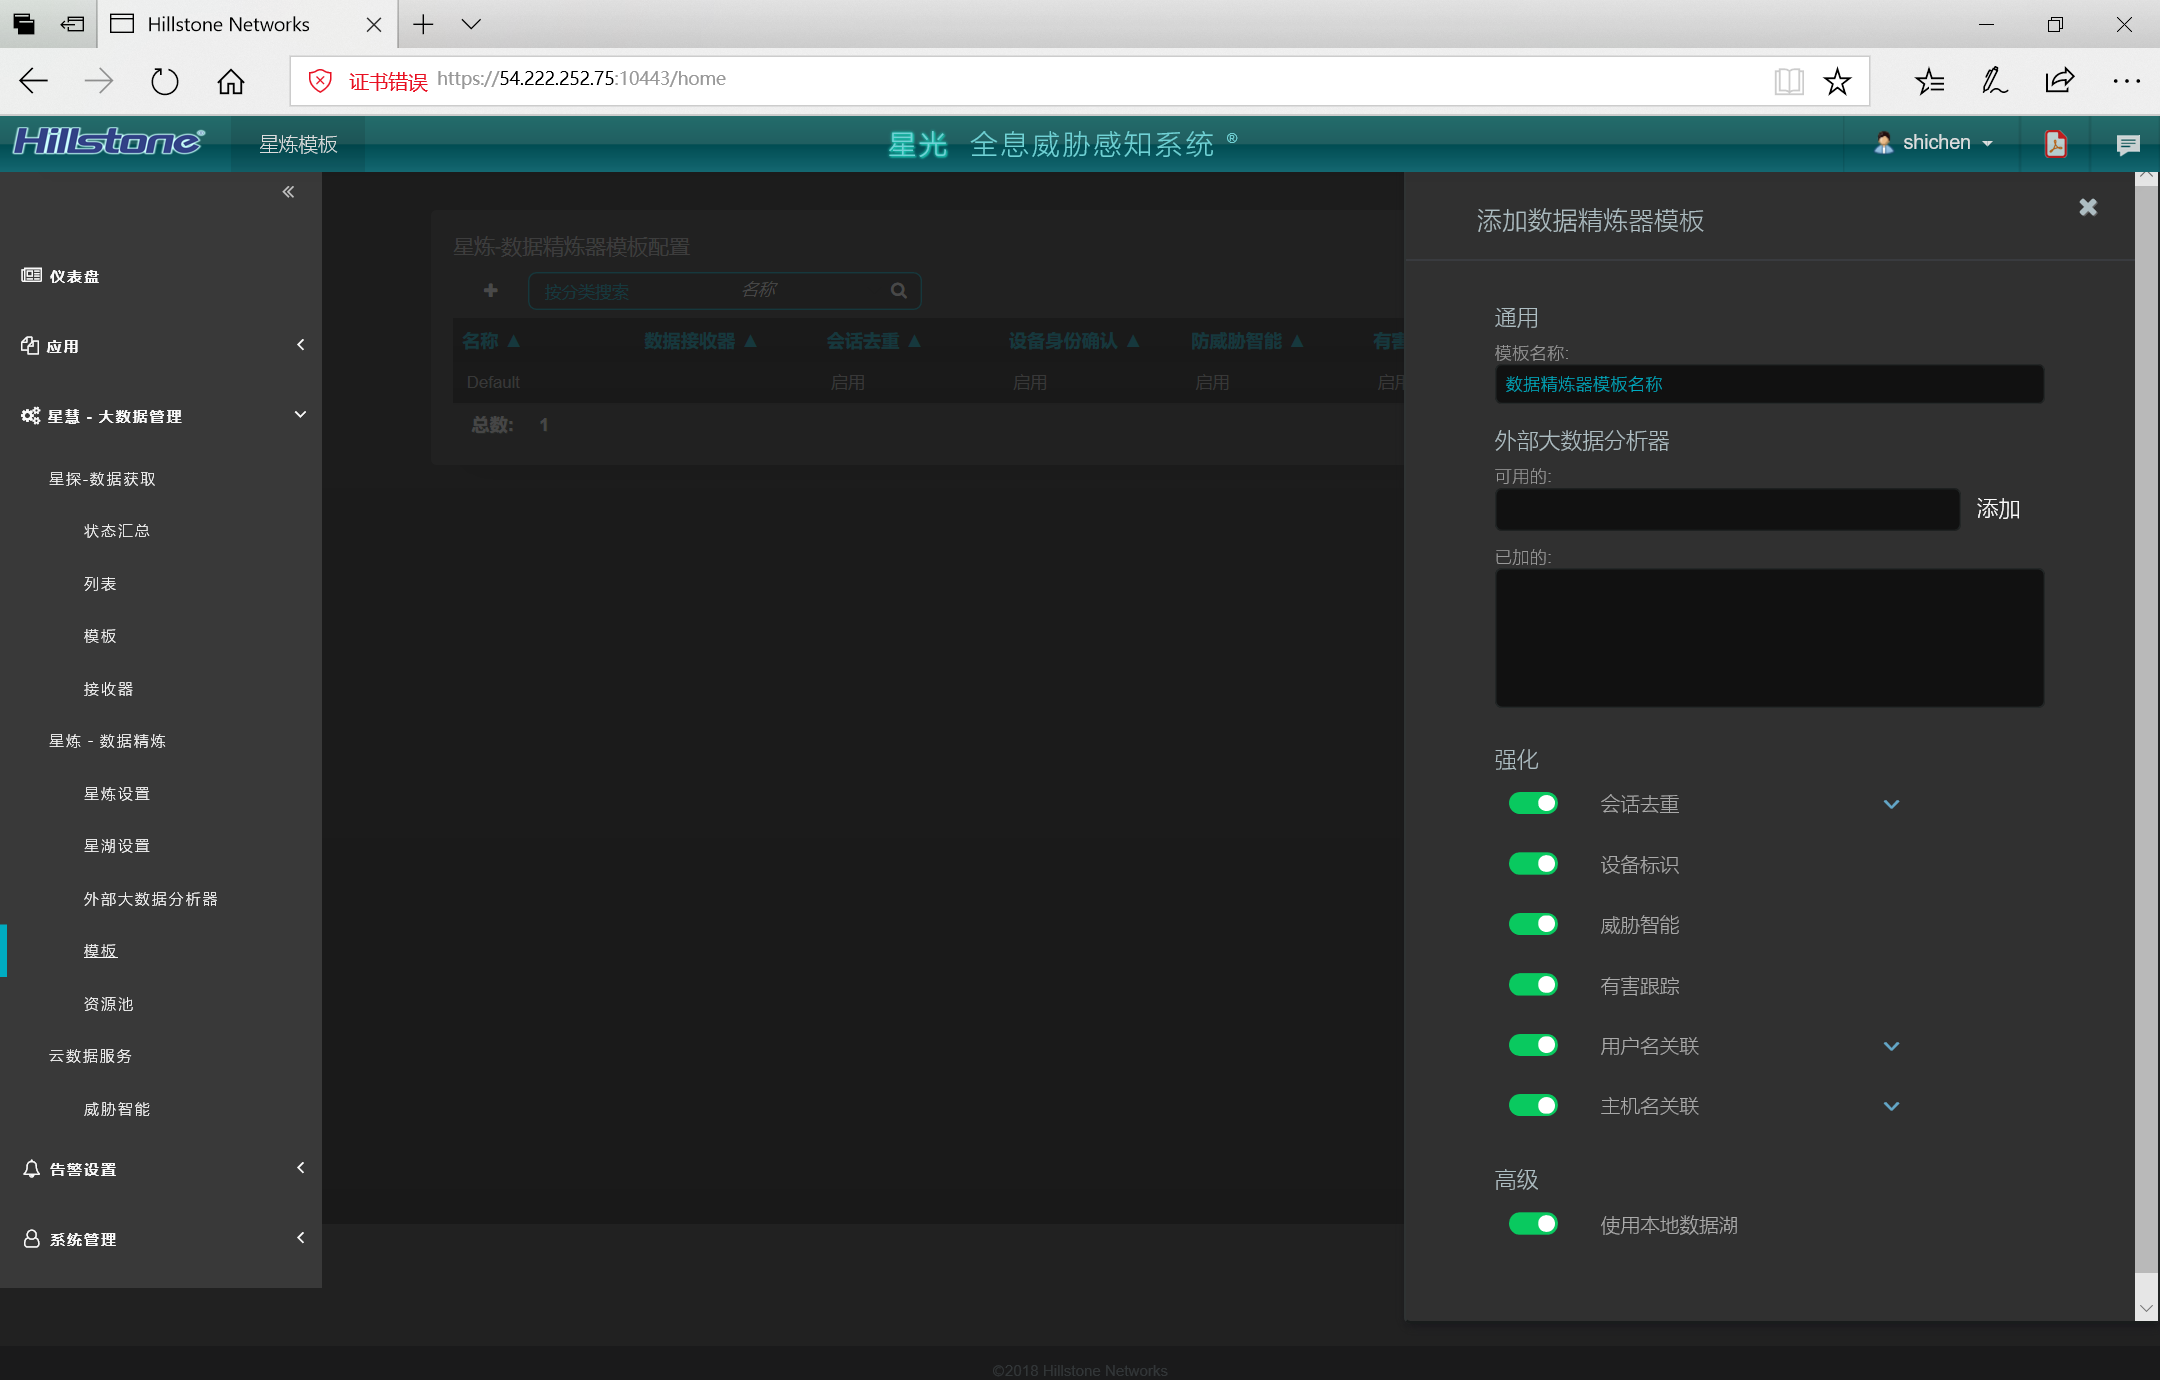 Hillstone Networks
证书错误 https://54.222.252.75:10443/home
Hillstone®
星炼模板
星光 全息威胁感知系统 ®
shichen
仪表盘
应用
星慧 - 大数据管理
星探-数据获取
状态汇总
列表
模板
接收器
星炼 - 数据精炼
星炼设置
星湖设置
外部大数据分析器
模板
资源池
云数据服务
威胁智能
告警设置
系统管理
星炼-数据精炼器模板配置
按分类搜索 名称
名称 ▲ 数据接收器 ▲ 会话去重 ▲ 设备身份确认 ▲ 防威胁智能 ▲ 有害
Default 启用 启用 启用 启用
总数: 1
添加数据精炼器模板
通用
模板名称:
数据精炼器模板名称
外部大数据分析器
可用的:
添加
已加的:
强化
会话去重
设备标识
威胁智能
有害跟踪
用户名关联
主机名关联
高级
使用本地数据湖
©2018 Hillstone Networks